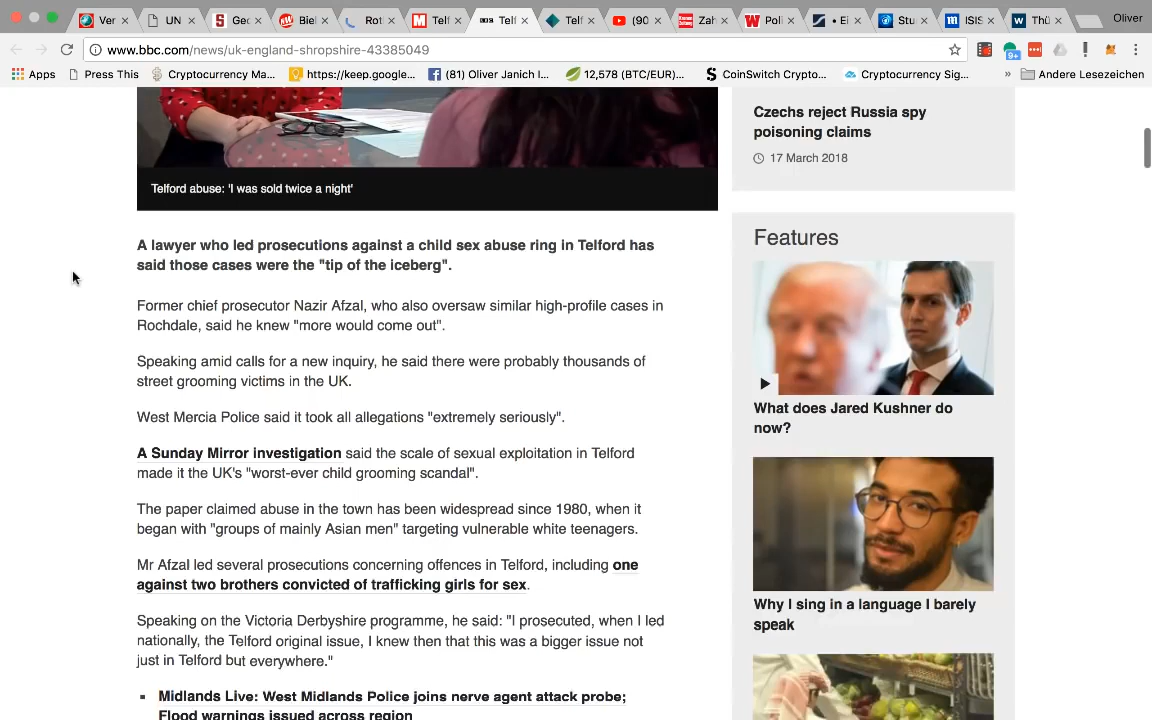 Ver
UN
Geo
Biel
Rot
M Telf
BBC Telf
Telf
(90
Zah
W Poli
• Ei
Stu
ISIS
W Thü
Oliver
www.bbc.com/news/uk-england-shropshire-43385049
9+
Apps
Press This
Cryptocurrency Ma...
https://keep.google...
(81) Oliver Janich I...
12,578 (BTC/EUR)...
CoinSwitch Crypto...
Cryptocurrency Sig...
»
Andere Lesezeichen
Telford abuse: 'I was sold twice a night'
A lawyer who led prosecutions against a child sex abuse ring in Telford has
said those cases were the "tip of the iceberg".
Former chief prosecutor Nazir Afzal, who also oversaw similar high-profile cases in
Rochdale, said he knew "more would come out".
Speaking amid calls for a new inquiry, he said there were probably thousands of
street grooming victims in the UK.
West Mercia Police said it took all allegations "extremely seriously".
A Sunday Mirror investigation said the scale of sexual exploitation in Telford
made it the UK's "worst-ever child grooming scandal".
The paper claimed abuse in the town has been widespread since 1980, when it
began with "groups of mainly Asian men" targeting vulnerable white teenagers.
Mr Afzal led several prosecutions concerning offences in Telford, including one
against two brothers convicted of trafficking girls for sex.
Speaking on the Victoria Derbyshire programme, he said: "I prosecuted, when I led
nationally, the Telford original issue, I knew then that this was a bigger issue not
just in Telford but everywhere."
Midlands Live: West Midlands Police joins nerve agent attack probe;
Flood warnings issued across region
Czechs reject Russia spy
poisoning claims
17 March 2018
Features
What does Jared Kushner do
now?
Why I sing in a language I barely
speak